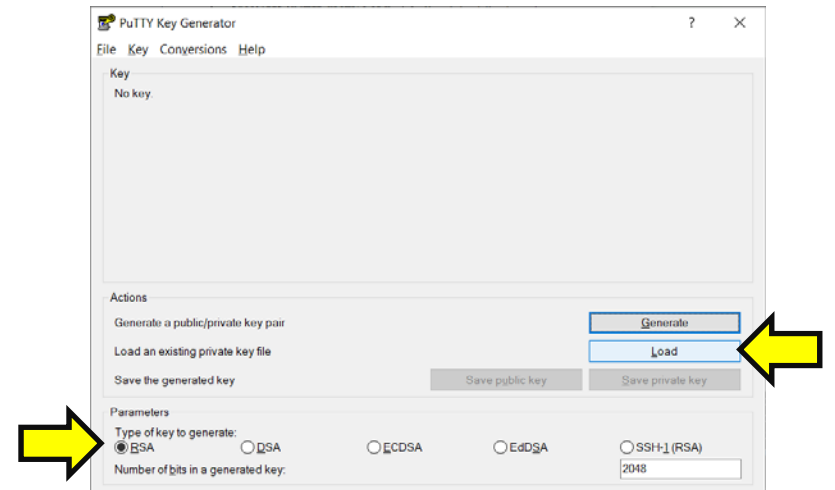 PuTTY Key Generator ?
File Key Conversions Help
Key
No key.
Actions
Generate a public/private key pair Generate
Load an existing private key file Load
Save the generated key Save public key Save private key
Parameters
Type of key to generate:
RSA DSA ECDSA EdDSA SSH-1 (RSA)
Number of bits in a generated key: 2048